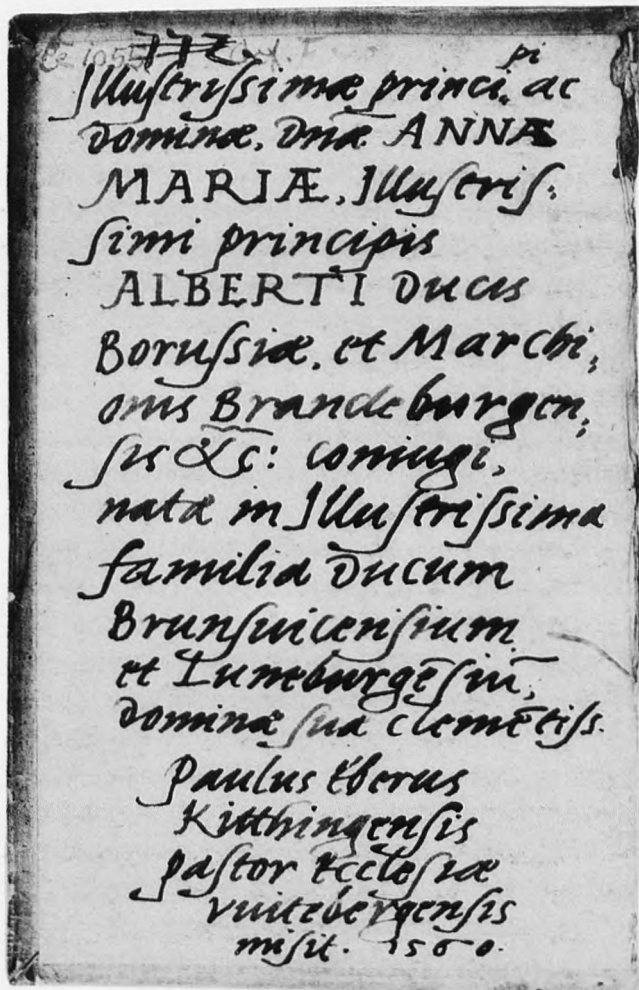 pi
Illuſtriſsimæ princi, ac
dominæ, Dnæ ANNÆ
MARIÆ, Illuſtriſ:
ſimi principis
ALBERTI Ducis
Boruſsiæ, et Marchi,
onis Brandeburgen,
ſis &c̄: coniugi,
natæ in Illuſtriſsima
familia Ducum
Brunſuicenſium
et Luneburgēſiū,
dominæ ſuæ clemētiſs.
Paulus Eberus
Kitthingenſis
paſtor Eccleſiæ
vuitebergenſis
miſit. 1560.